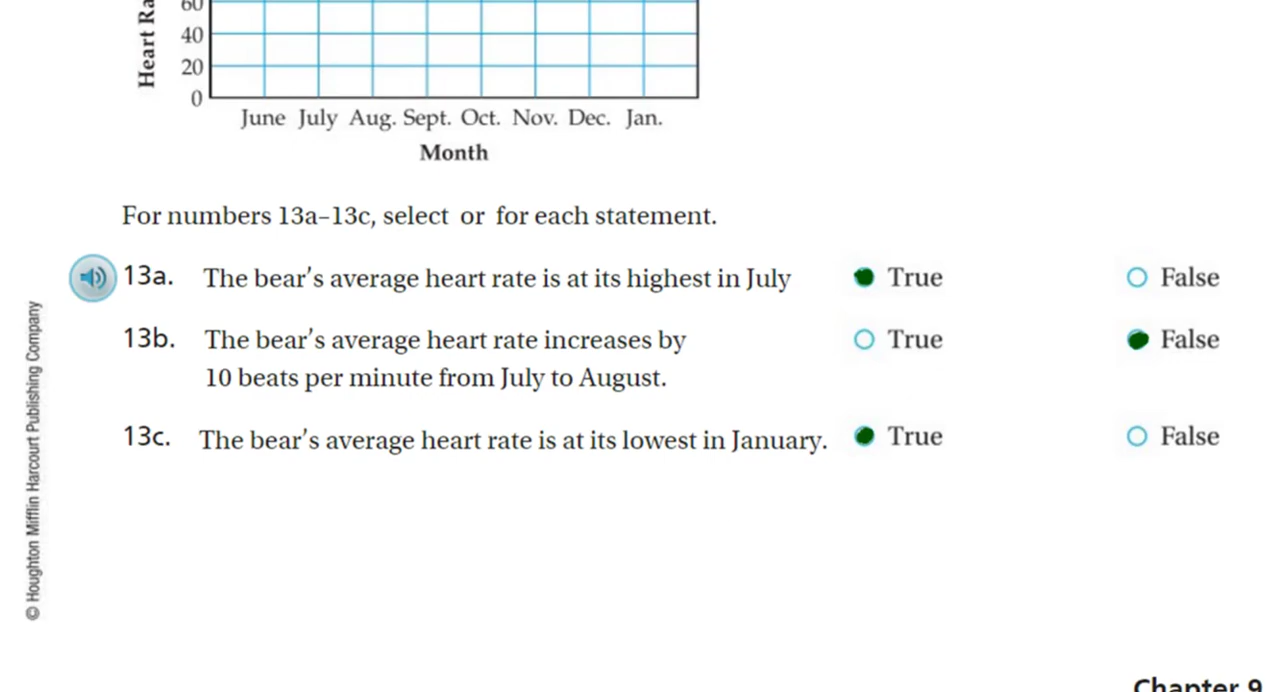 60
40
20
0
June July Aug. Sept. Oct. Nov. Dec. Jan.
Month
For numbers 13a–13c, select or for each statement.
13a. The bear's average heart rate is at its highest in July True False
13b. The bear's average heart rate increases by True False
10 beats per minute from July to August.
13c. The bear's average heart rate is at its lowest in January. True False
Heart
© Houghton Mifflin Harcourt Publishing Company
Chapter 9